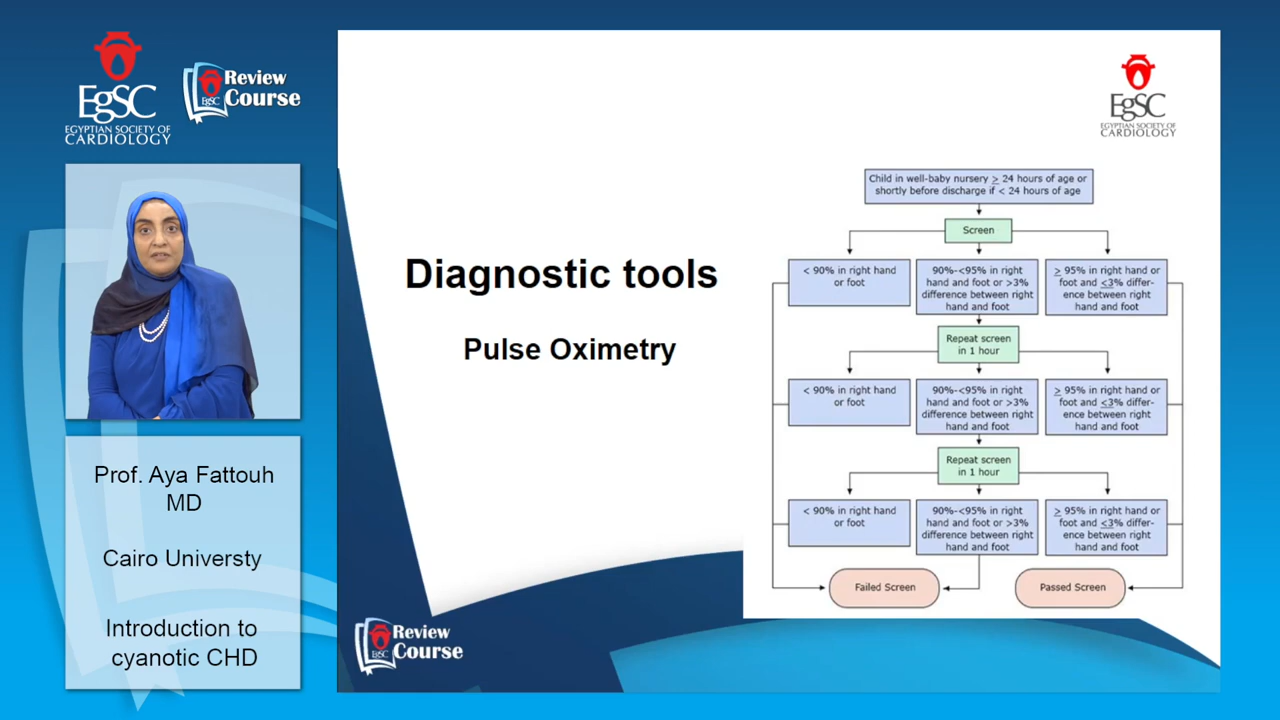 EgSC
EGYPTIAN SOCIETY OF
CARDIOLOGY
Review
EgSC Course
Prof. Aya Fattouh
MD
Cairo Universty
Introduction to
cyanotic CHD
EgSC
EGYPTIAN SOCIETY OF
CARDIOLOGY
Diagnostic tools
Pulse Oximetry
Child in well-baby nursery ≥ 24 hours of age or
shortly before discharge if < 24 hours of age
Screen
< 90% in right hand
or foot
90%-<95% in right
hand and foot or >3%
difference between right
hand and foot
≥ 95% in right hand or
foot and ≤3% differ-
ence between right
hand and foot
Repeat screen
in 1 hour
< 90% in right hand
or foot
90%-<95% in right
hand and foot or >3%
difference between right
hand and foot
≥ 95% in right hand or
foot and ≤3% differ-
ence between right
hand and foot
Repeat screen
in 1 hour
< 90% in right hand
or foot
90%-<95% in right
hand and foot or >3%
difference between right
hand and foot
≥ 95% in right hand or
foot and ≤3% differ-
ence between right
hand and foot
Failed Screen
Passed Screen
Review
EgSC Course